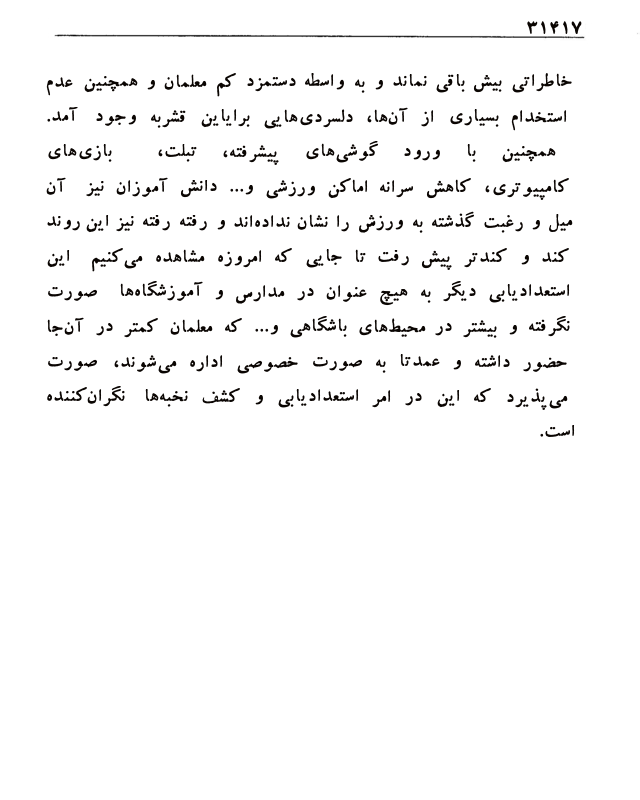 ۳۱۴۱۷
خاطراتی بیش باقی نماند و به واسطه دستمزد کم معلمان و همچنین عدم
استخدام بسیاری از آن‌ها، دلسردی‌هایی برایاین قشربه وجود آمد.
همچنین با ورود گوشی‌های پیشرفته، تبلت، بازی‌های
کامپیوتری، کاهش سرانه اماکن ورزشی و... دانش آموزان نیز آن
میل و رغبت گذشته به ورزش را نشان نداده‌اند و رفته رفته نیز این روند
کند و کندتر پیش رفت تا جایی که امروزه مشاهده می‌کنیم این
استعدادیابی دیگر به هیچ عنوان در مدارس و آموزشگاه‌ها صورت
نگرفته و بیشتر در محیط‌های باشگاهی و... که معلمان کمتر در آن‌جا
حضور داشته و عمدتا به صورت خصوصی اداره می‌شوند، صورت
می‌پذیرد که این در امر استعدادیابی و کشف نخبه‌ها نگران‌کننده
است.